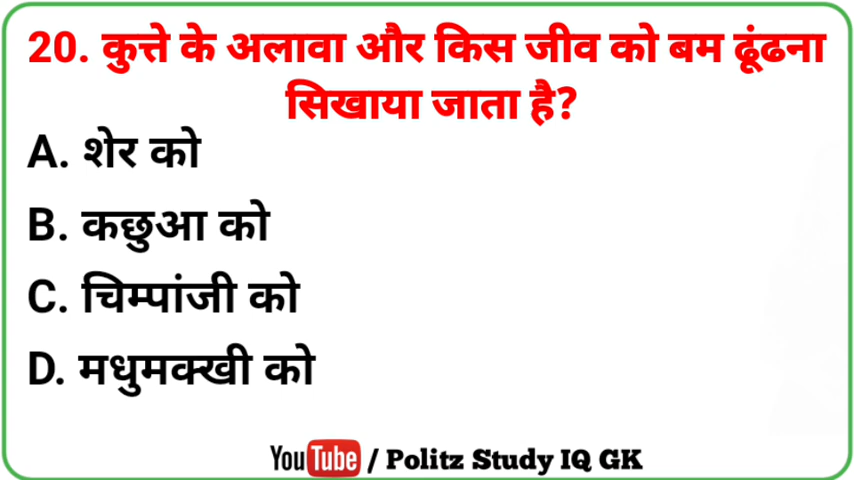 20. कुत्ते के अलावा और किस जीव को बम ढूंढना
सिखाया जाता है?
A. शेर को
B. कछुआ को
C. चिम्पांजी को
D. मधुमक्खी को
YouTube / Politz Study IQ GK